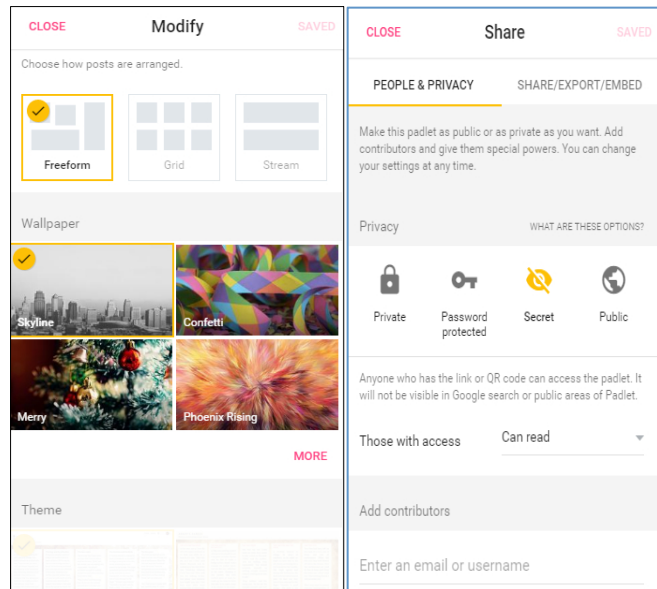 CLOSE Modify SAVED
Choose how posts are arranged.
Freeform Grid Stream
Wallpaper
Skyline Confetti
Merry Phoenix Rising
MORE
Theme
CLOSE Share SAVED
PEOPLE & PRIVACY SHARE/EXPORT/EMBED
Make this padlet as public or as private as you want. Add
contributors and give them special powers. You can change
your settings at any time.
Privacy WHAT ARE THESE OPTIONS?
Private Password Secret Public
protected
Anyone who has the link or QR code can access the padlet. It
will not be visible in Google search or public areas of Padlet.
Those with access Can read
Add contributors
Enter an email or username